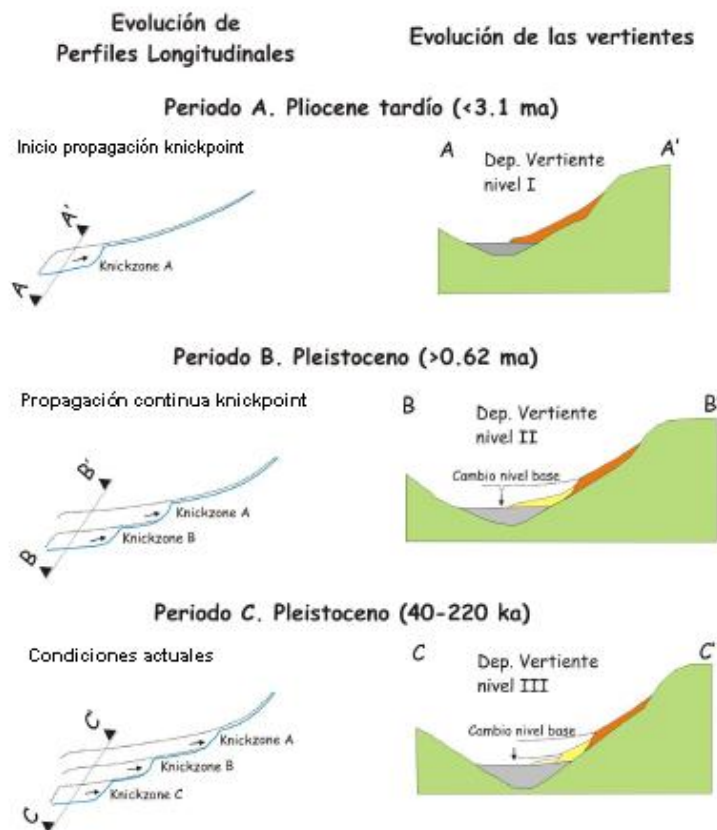 Evolución de
Perfiles Longitudinales
Evolución de las vertientes
Periodo A. Pliocene tardío (<3.1 ma)
Inicio propagación knickpoint
A'
A
Knickzone A
A
A'
Dep. Vertiente
nivel I
Periodo B. Pleistoceno (>0.62 ma)
Propagación continua knickpoint
B'
B
Knickzone A
Knickzone B
B
B'
Dep. Vertiente
nivel II
Cambio nivel base
Periodo C. Pleistoceno (40-220 ka)
Condiciones actuales
C'
C
Knickzone A
Knickzone B
Knickzone C
C
C'
Dep. Vertiente
nivel III
Cambio nivel base